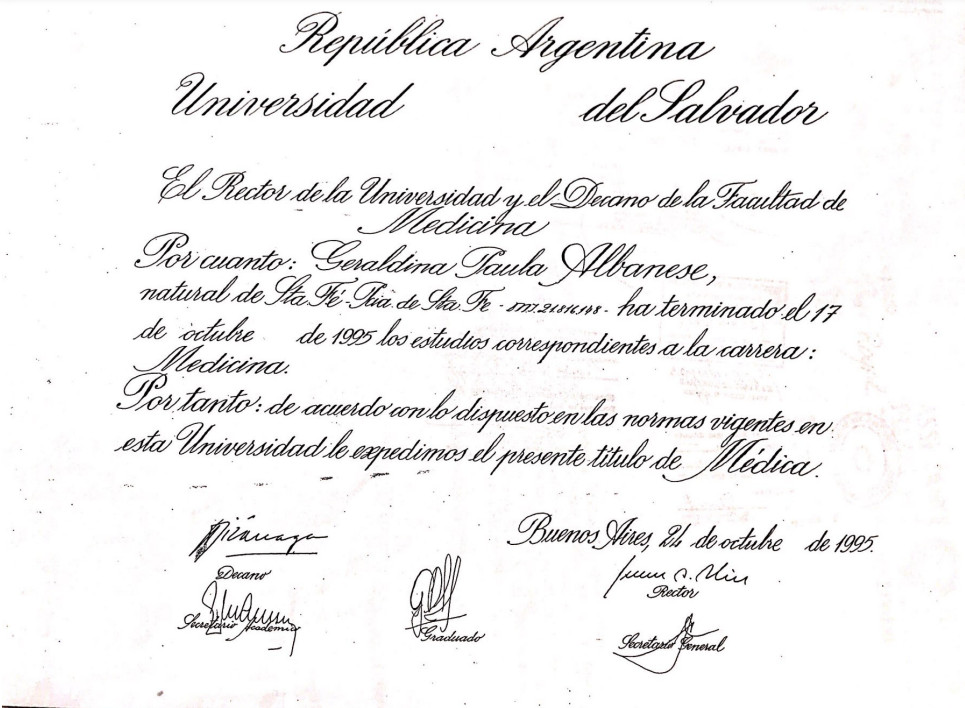 República Argentina
Universidad del Salvador
El Rector de la Universidad y el Decano de la Facultad de
Medicina
Por cuanto: Geraldina Paula Albanese,
natural de Sta Fé - Pcia. de Sta. Fe - ha terminado el 17
de octubre de 1995 los estudios correspondientes a la carrera:
Medicina.
Por tanto: de acuerdo con lo dispuesto en las normas vigentes en
esta Universidad le expedimos el presente título de Médica.
Buenos Aires, 24 de octubre de 1995.
Decano
Rector
Secretario Académico
Graduado
Secretario General